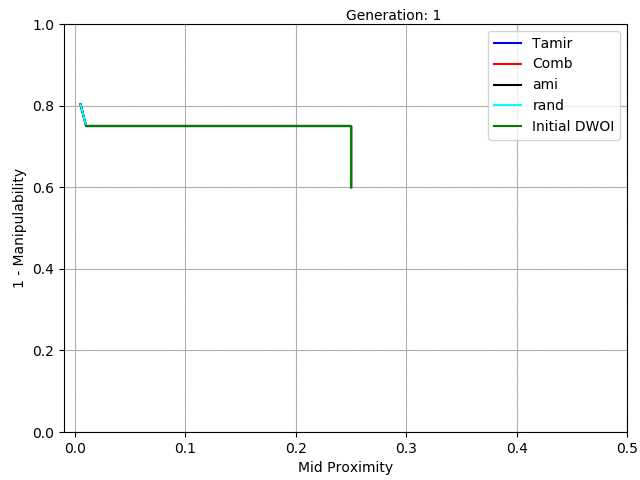 Generation: 1
1.0
0.8
0.6
0.4
0.2
0.0
1 - Manipulability
Tamir
Comb
ami
rand
Initial DWOI
0.0 0.1 0.2 0.3 0.4 0.5
Mid Proximity